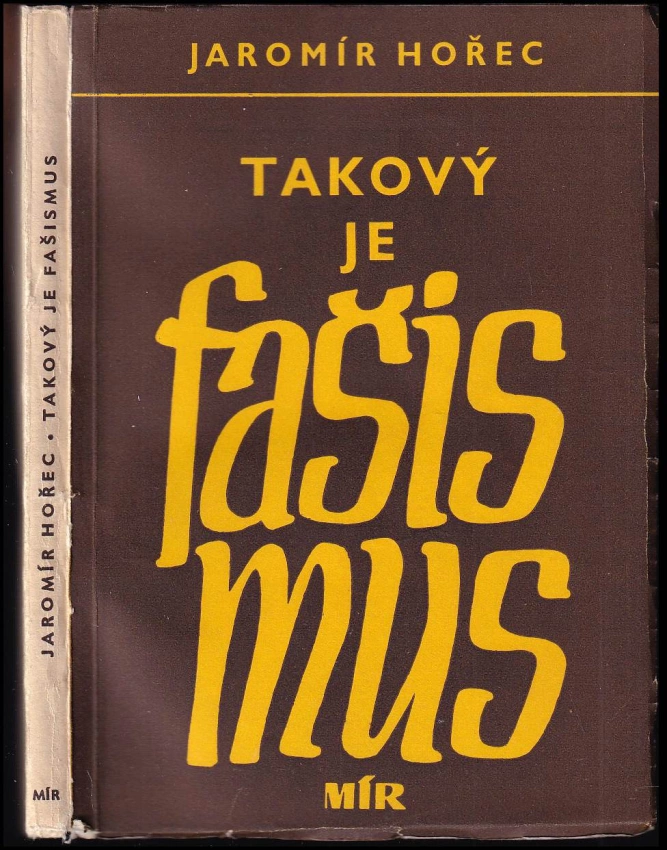 JAROMÍR HOŘEC • TAKOVÝ JE FAŠISMUS
MÍR
JAROMÍR HOŘEC
TAKOVÝ
JE
fašis
mus
MÍR